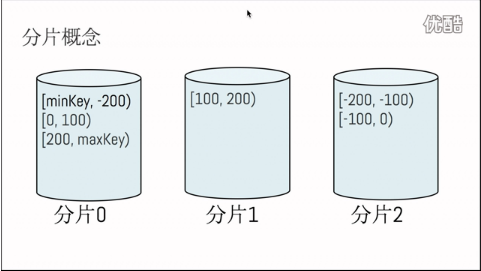 优酷
分片概念
[minKey, -200)
[0, 100)
[200, maxKey)
[100, 200)
[-200, -100)
[-100, 0)
分片0
分片1
分片2